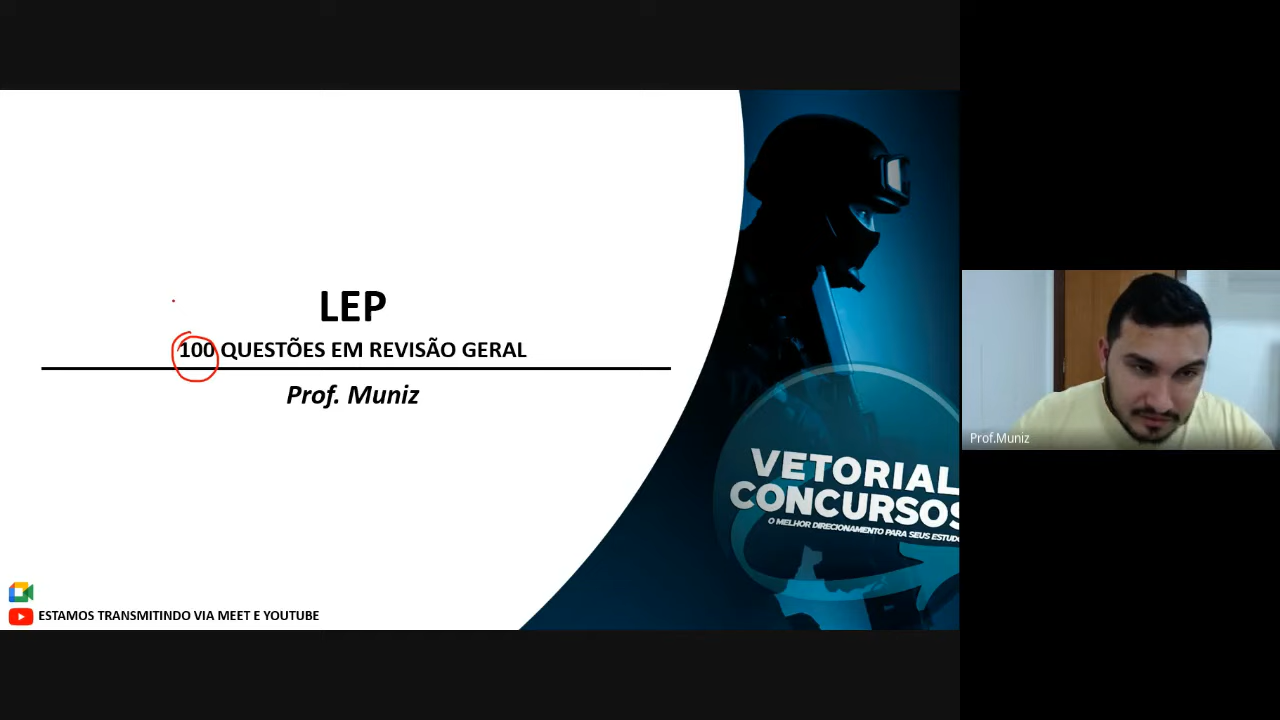 LEP
100 QUESTÕES EM REVISÃO GERAL
Prof. Muniz
VETORIAL
CONCURSOS
O MELHOR DIRECIONAMENTO PARA SEUS ESTUDO
ESTAMOS TRANSMITINDO VIA MEET E YOUTUBE
Prof.Muniz